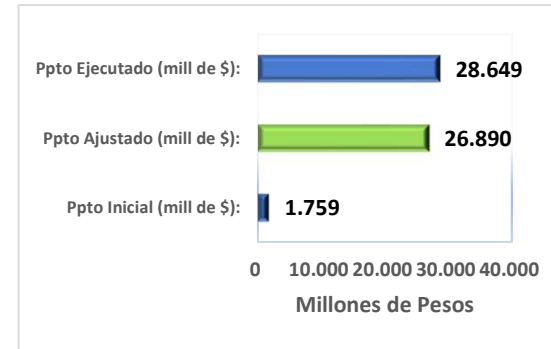 Ppto Ejecutado (mill de $): 28.649
Ppto Ajustado (mill de $): 26.890
Ppto Inicial (mill de $): 1.759
0 10.000 20.000 30.000 40.000
Millones de Pesos